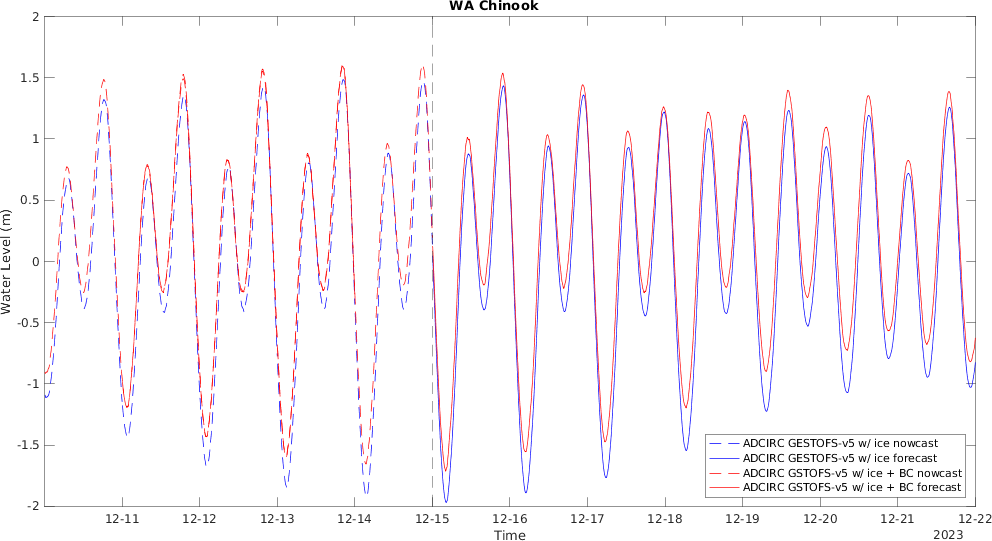 WA Chinook
2
1.5
1
0.5
0
-0.5
-1
-1.5
-2
Water Level (m)
12-11 12-12 12-13 12-14 12-15 12-16 12-17 12-18 12-19 12-20 12-21 12-22
Time
2023
ADCIRC GESTOFS-v5 w/ ice nowcast
ADCIRC GESTOFS-v5 w/ ice forecast
ADCIRC GSTOFS-v5 w/ ice + BC nowcast
ADCIRC GSTOFS-v5 w/ ice + BC forecast